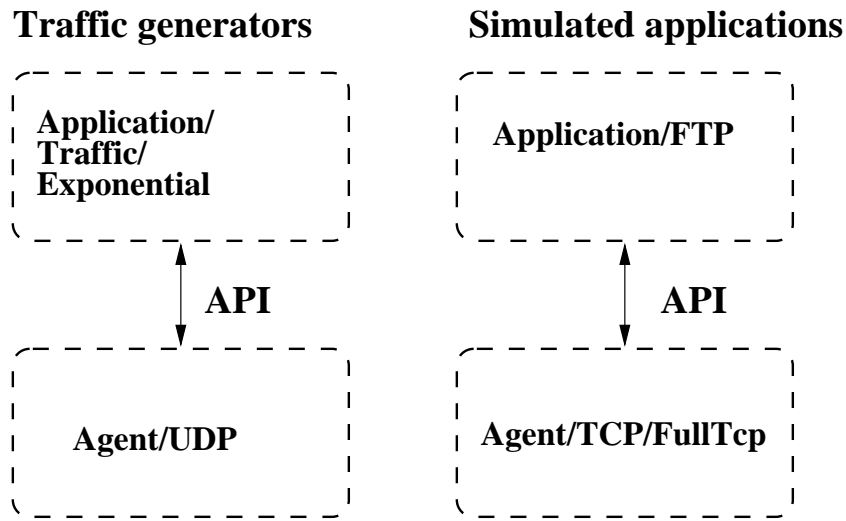 Traffic generators
Simulated applications
Application/
Traffic/
Exponential
Application/FTP
API
API
Agent/UDP
Agent/TCP/FullTcp